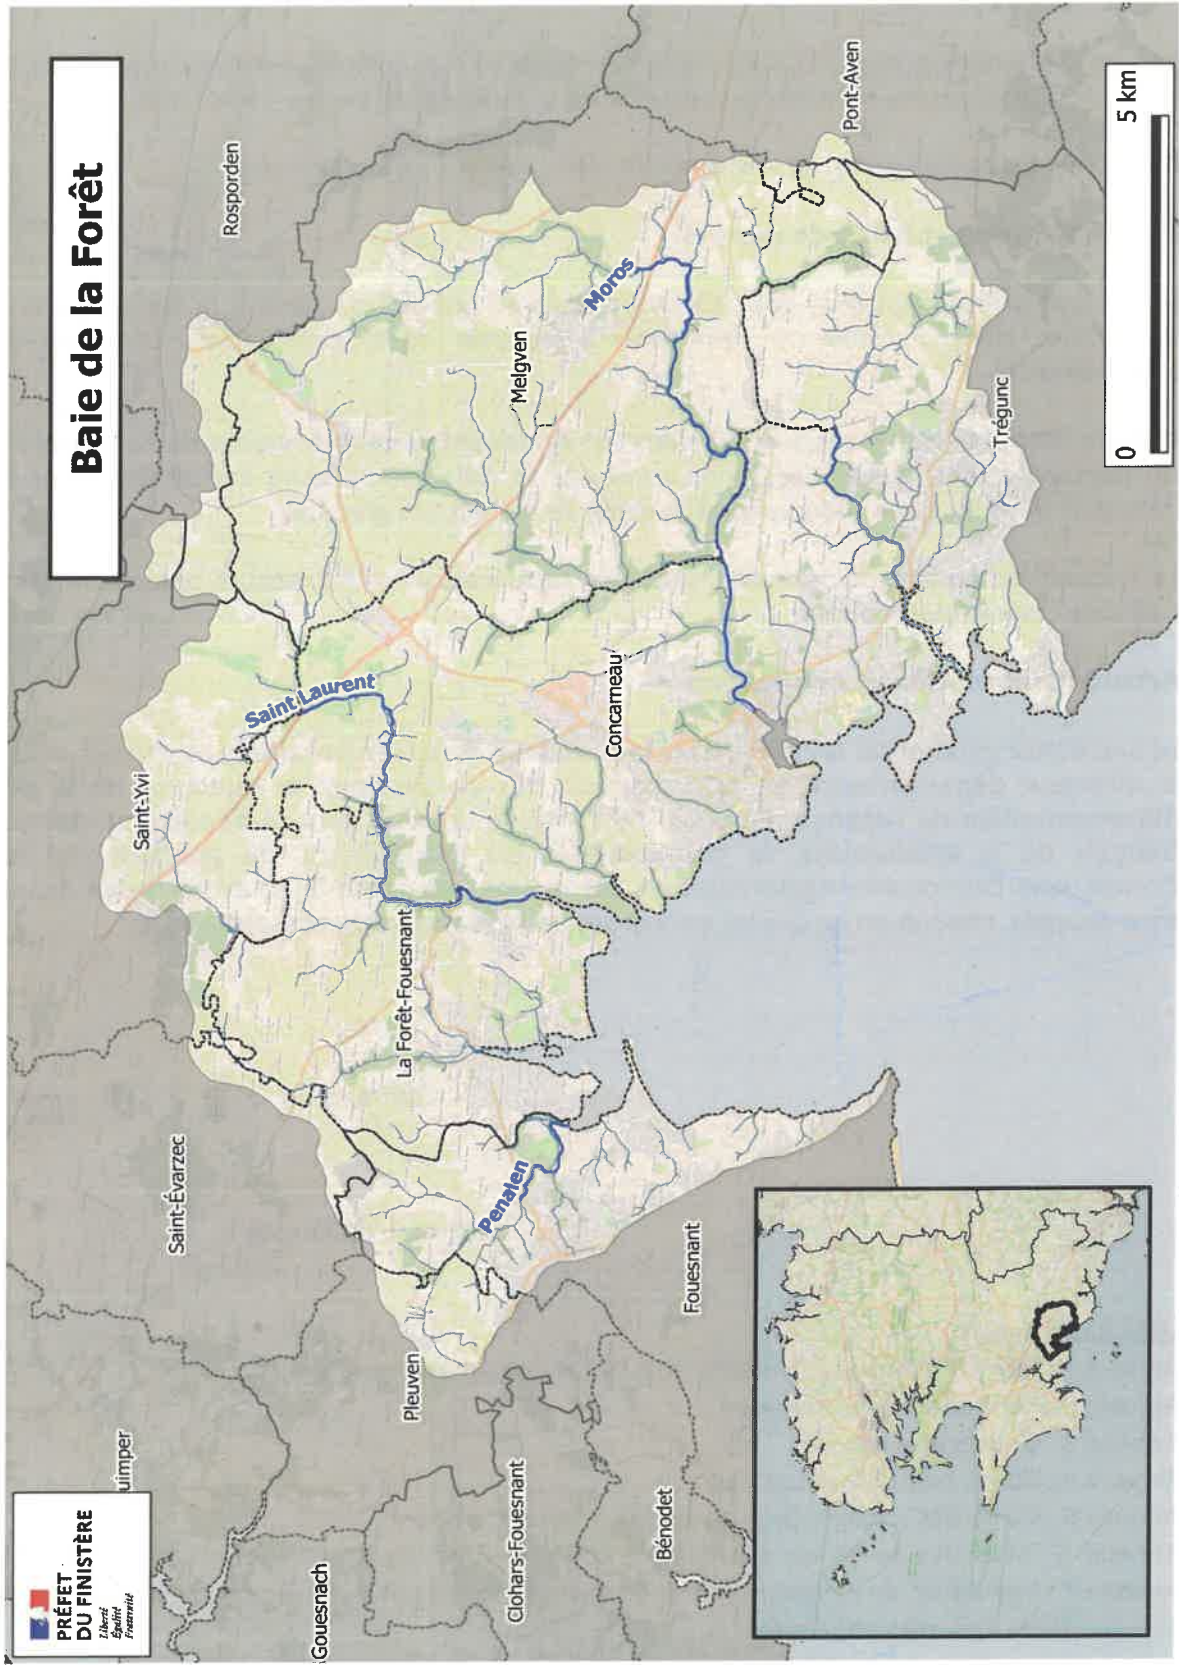 PRÉFET
DU FINISTÈRE
Liberté
Égalité
Fraternité
Baie de la Forêt
uimper
Gouesnach
Saint-Évarzec
Saint-Yvi
Rosporden
Saint Laurent
Pleuven
La Forêt-Fouesnant
Clohars-Fouesnant
Penalen
Melgven
Moros
Concarneau
Bénodet
Fouesnant
Pont-Aven
Trégunc
0
5 km